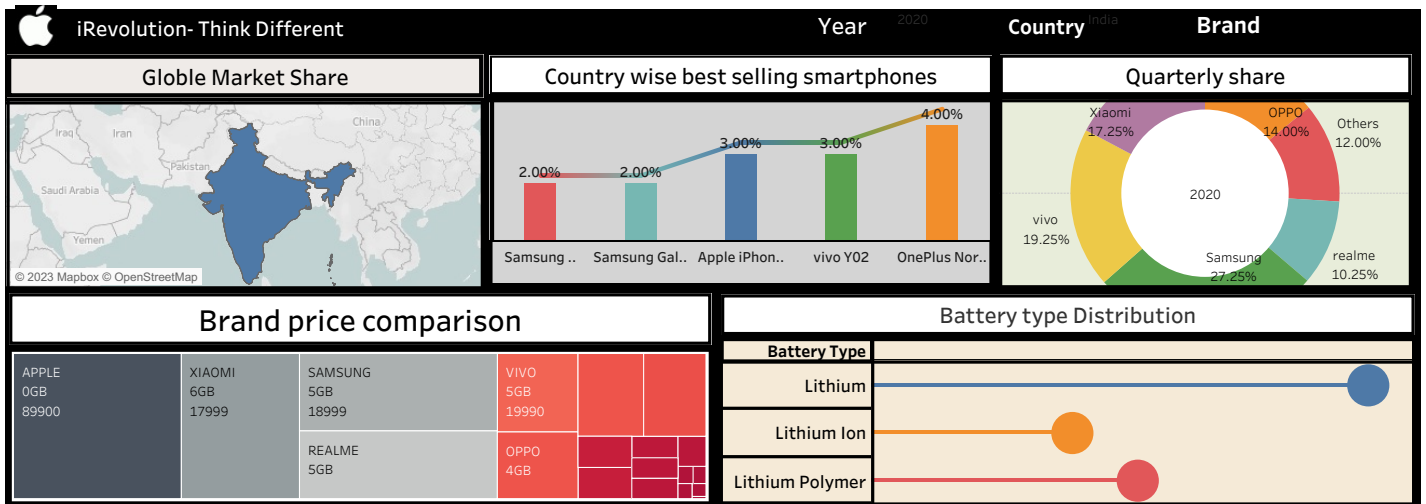 iRevolution- Think Different
Year
2020
Country
India
Brand
Globle Market Share
Country wise best selling smartphones
Quarterly share
Iraq
Iran
China
Pakistan
Saudi Arabia
Yemen
© 2023 Mapbox © OpenStreetMap
2.00%
2.00%
3.00%
3.00%
4.00%
Samsung ..
Samsung Gal..
Apple iPhon..
vivo Y02
OnePlus Nor..
Xiaomi
17.25%
OPPO
14.00%
Others
12.00%
2020
vivo
19.25%
Samsung
27.25%
realme
10.25%
Brand price comparison
Battery type Distribution
APPLE
0GB
89900
XIAOMI
6GB
17999
SAMSUNG
5GB
18999
REALME
5GB
VIVO
5GB
19990
OPPO
4GB
Battery Type
Lithium
Lithium Ion
Lithium Polymer